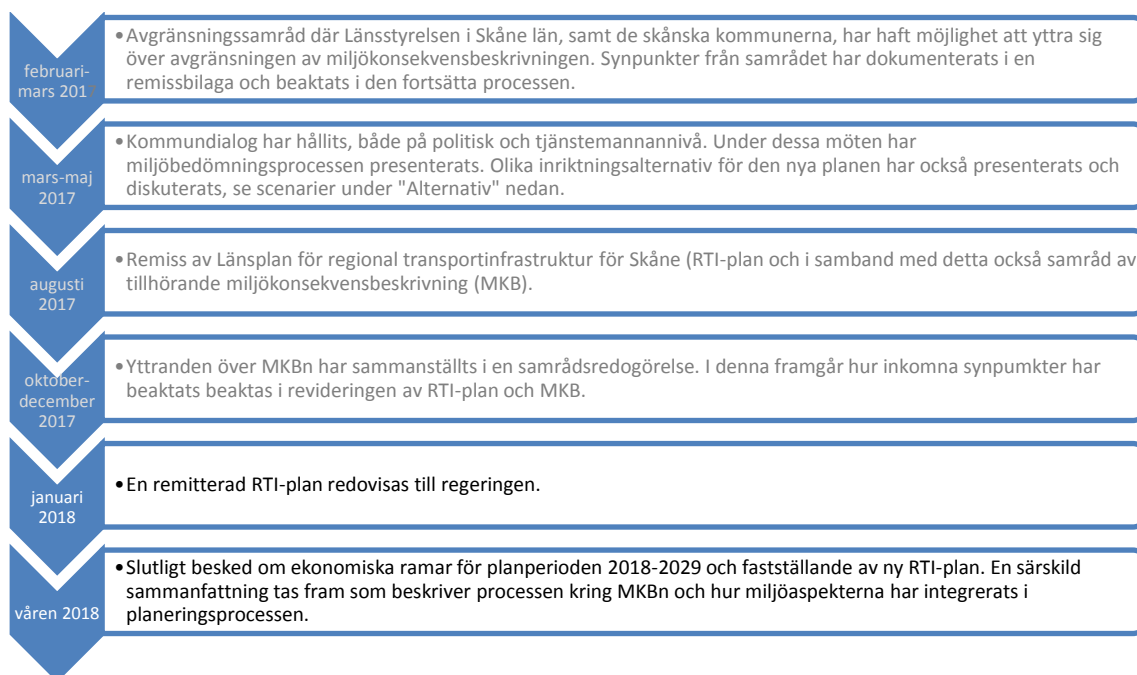 februari-
mars 2017
•Avgränsningssamråd där Länsstyrelsen i Skåne län, samt de skånska kommunerna, har haft möjlighet att yttra sig
över avgränsningen av miljökonsekvensbeskrivningen. Synpunkter från samrådet har dokumenterats i en
remissbilaga och beaktats i den fortsätta processen.
mars-maj
2017
•Kommundialog har hållits, både på politisk och tjänstemannannivå. Under dessa möten har
miljöbedömningsprocessen presenterats. Olika inriktningsalternativ för den nya planen har också presenterats och
diskuterats, se scenarier under "Alternativ" nedan.
augusti
2017
•Remiss av Länsplan för regional transportinfrastruktur för Skåne (RTI-plan och i samband med detta också samråd av
tillhörande miljökonsekvensbeskrivning (MKB).
oktober-
december
2017
•Yttranden över MKBn har sammanställts i en samrådsredogörelse. I denna framgår hur inkomna synpumkter har
beaktats beaktas i revideringen av RTI-plan och MKB.
januari
2018
•En remitterad RTI-plan redovisas till regeringen.
våren 2018
•Slutligt besked om ekonomiska ramar för planperioden 2018-2029 och fastställande av ny RTI-plan. En särskild
sammanfattning tas fram som beskriver processen kring MKBn och hur miljöaspekterna har integrerats i
planeringsprocessen.